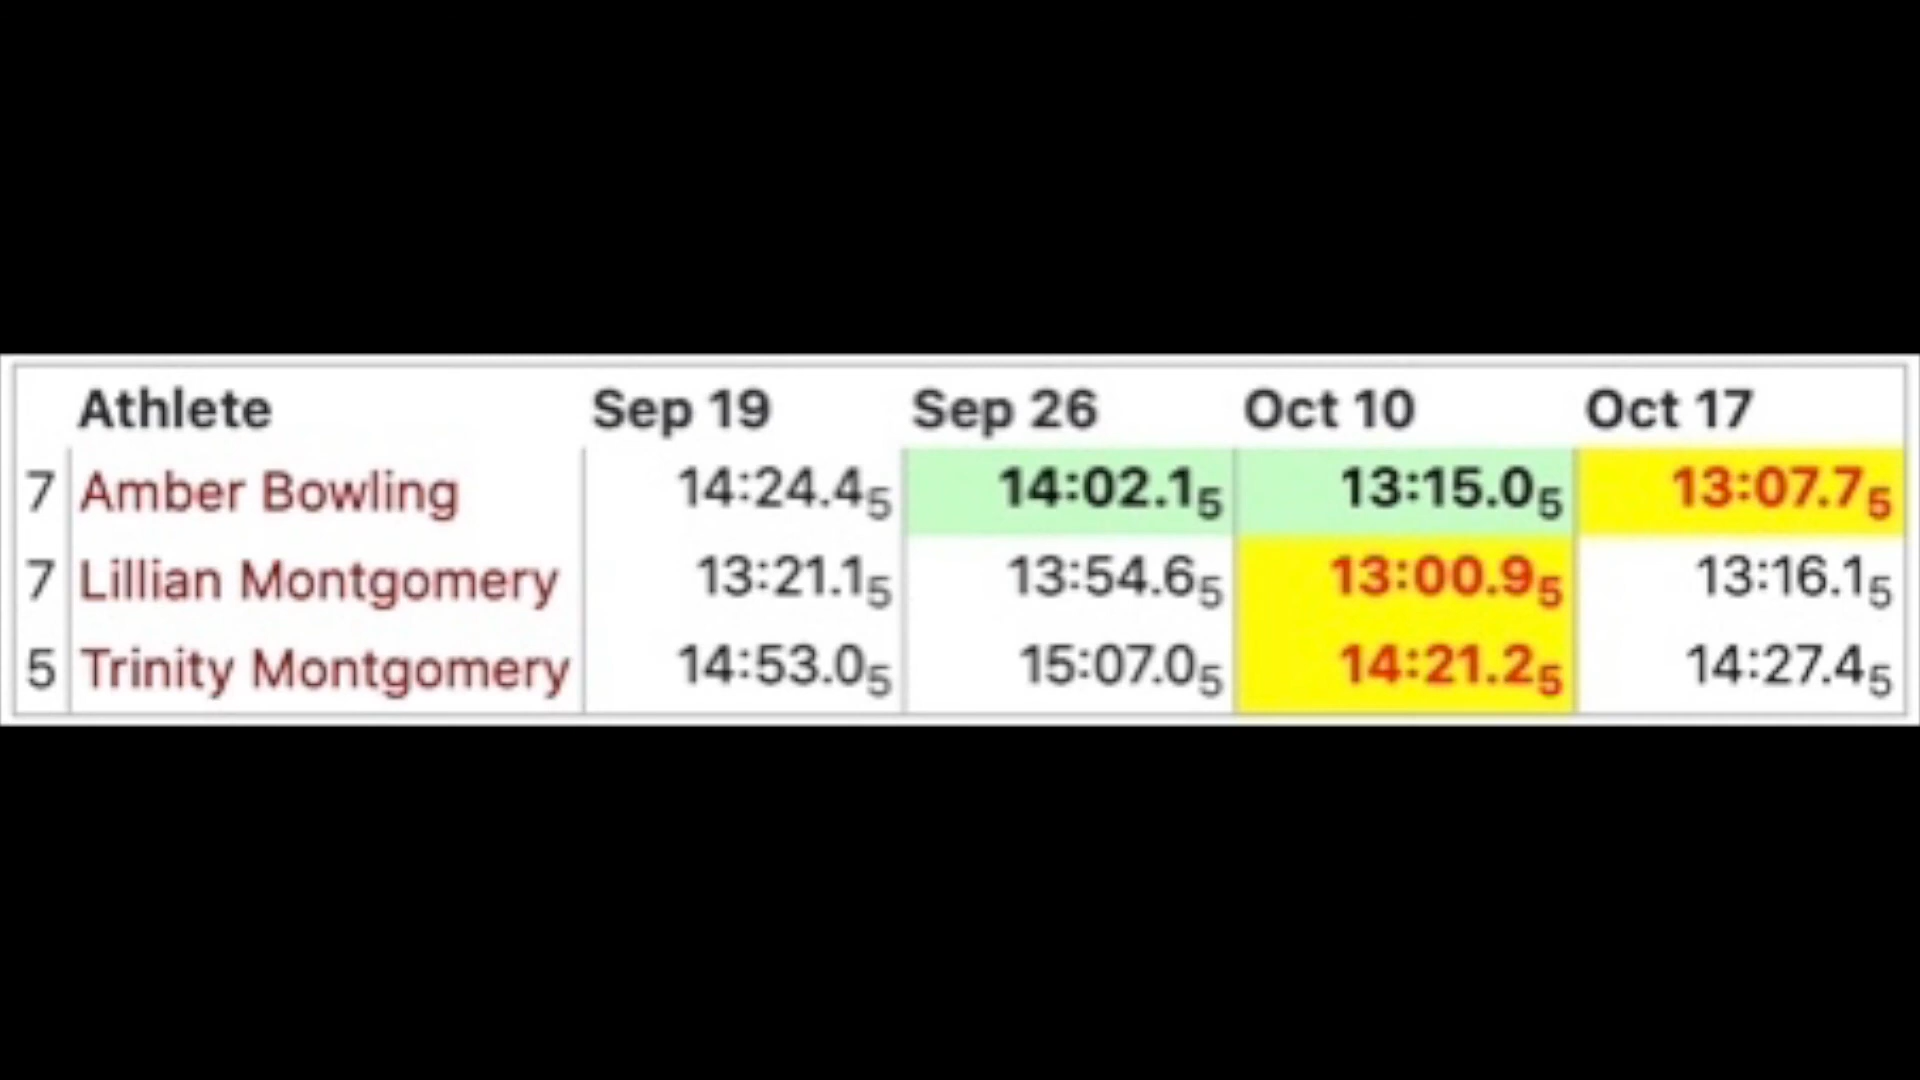 Athlete Sep 19 Sep 26 Oct 10 Oct 17
7 Amber Bowling 14:24.45 14:02.15 13:15.05 13:07.75
7 Lillian Montgomery 13:21.15 13:54.65 13:00.95 13:16.15
5 Trinity Montgomery 14:53.05 15:07.05 14:21.25 14:27.45